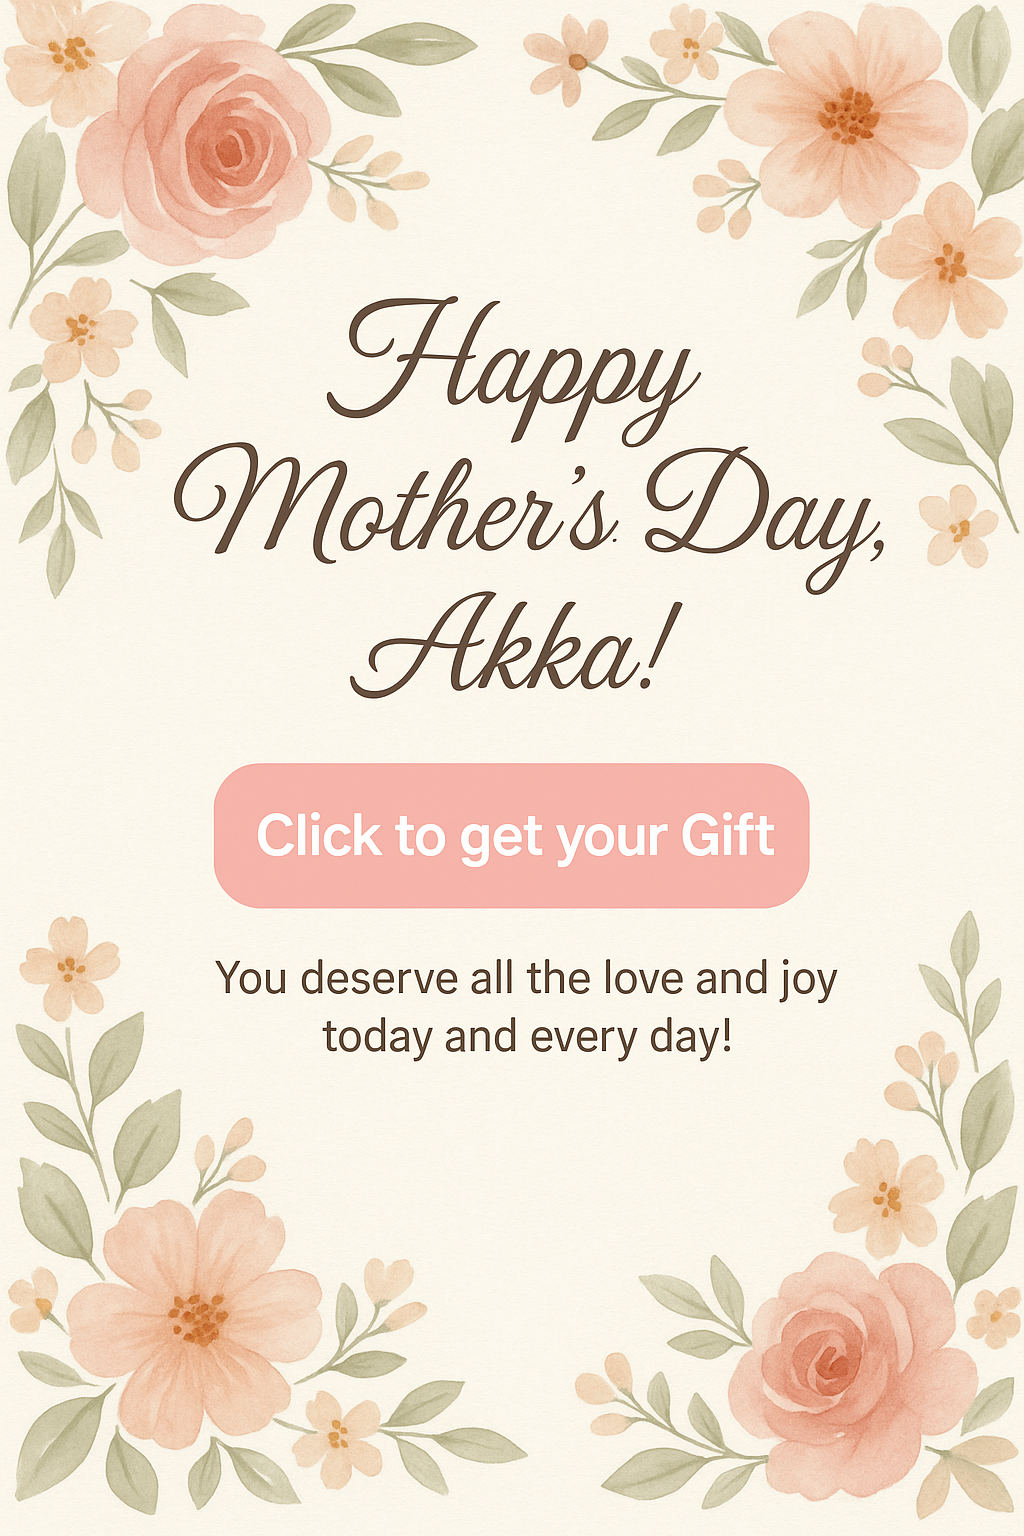 Happy
Mother's Day,
Akka!
Click to get your Gift
You deserve all the love and joy
today and every day!